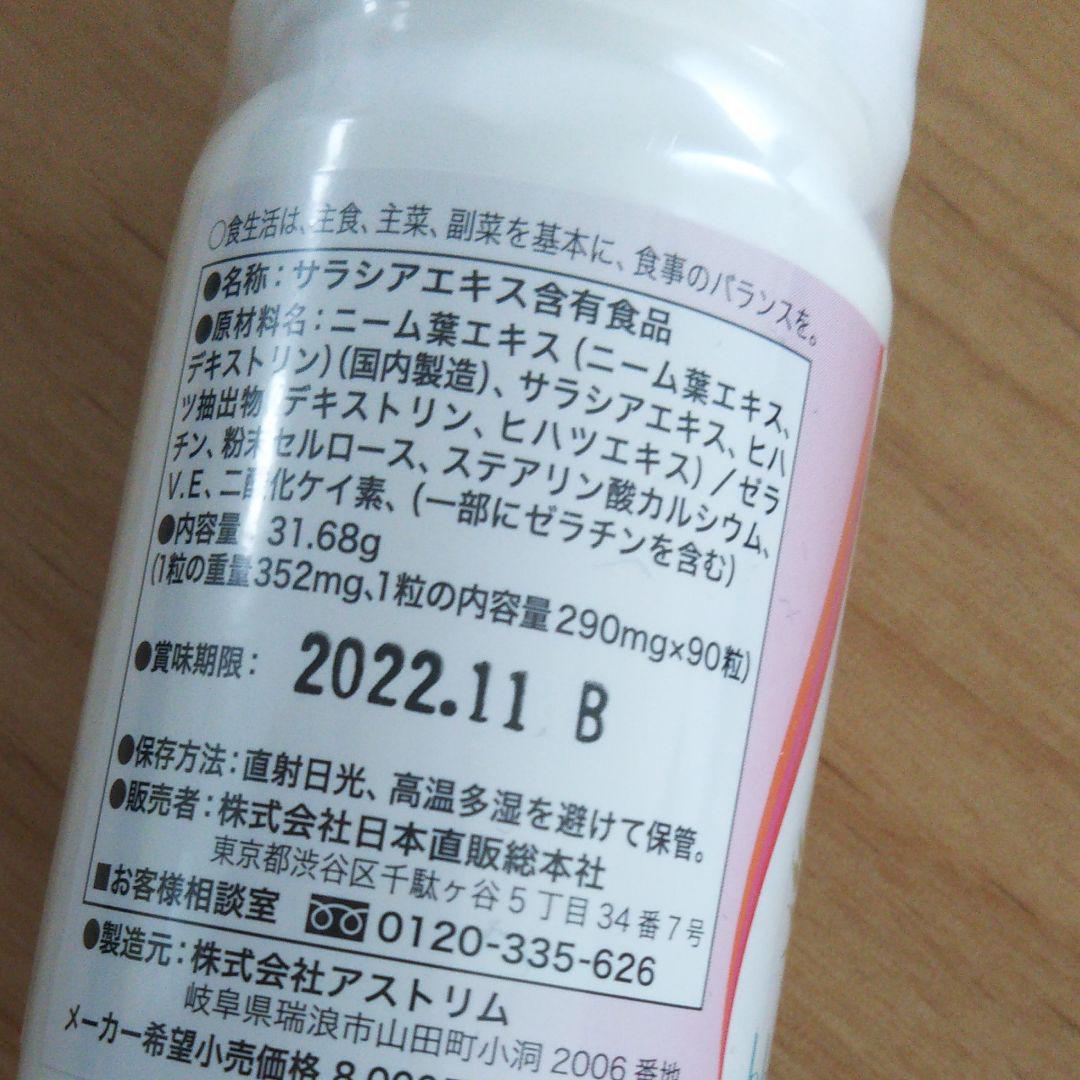 ○食生活は、主食、主菜、副菜を基本に、食事のバランスを。
●名称：サラシアエキス含有食品
●原材料名：ニーム葉エキス（ニーム葉エキス、
デキストリン）（国内製造）、サラシアエキス、ヒハ
ツ抽出物（デキストリン、ヒハツエキス）／ゼラ
チン、粉末セルロース、ステアリン酸カルシウム、
V.E、二酸化ケイ素、（一部にゼラチンを含む）
●内容量：31.68g
（1粒の重量352mg、1粒の内容量290mg×90粒）
●賞味期限：2022.11 B
●保存方法：直射日光、高温多湿を避けて保管。
●販売者：株式会社日本直販総本社
東京都渋谷区千駄ヶ谷5丁目34番7号
■お客様相談室 0120-335-626
●製造元：株式会社アストリム
岐阜県瑞浪市山田町小洞2006番地
メーカー希望小売価格